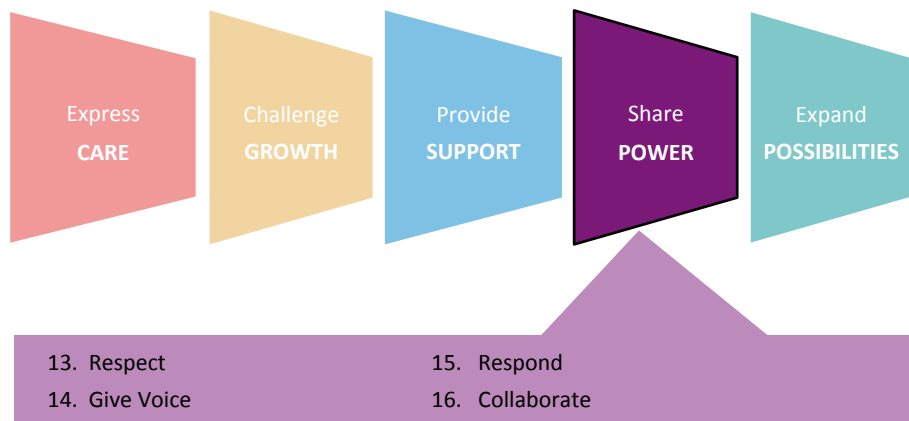 Express
CARE
Challenge
GROWTH
Provide
SUPPORT
Share
POWER
Expand
POSSIBILITIES
13. Respect
14. Give Voice
15. Respond
16. Collaborate